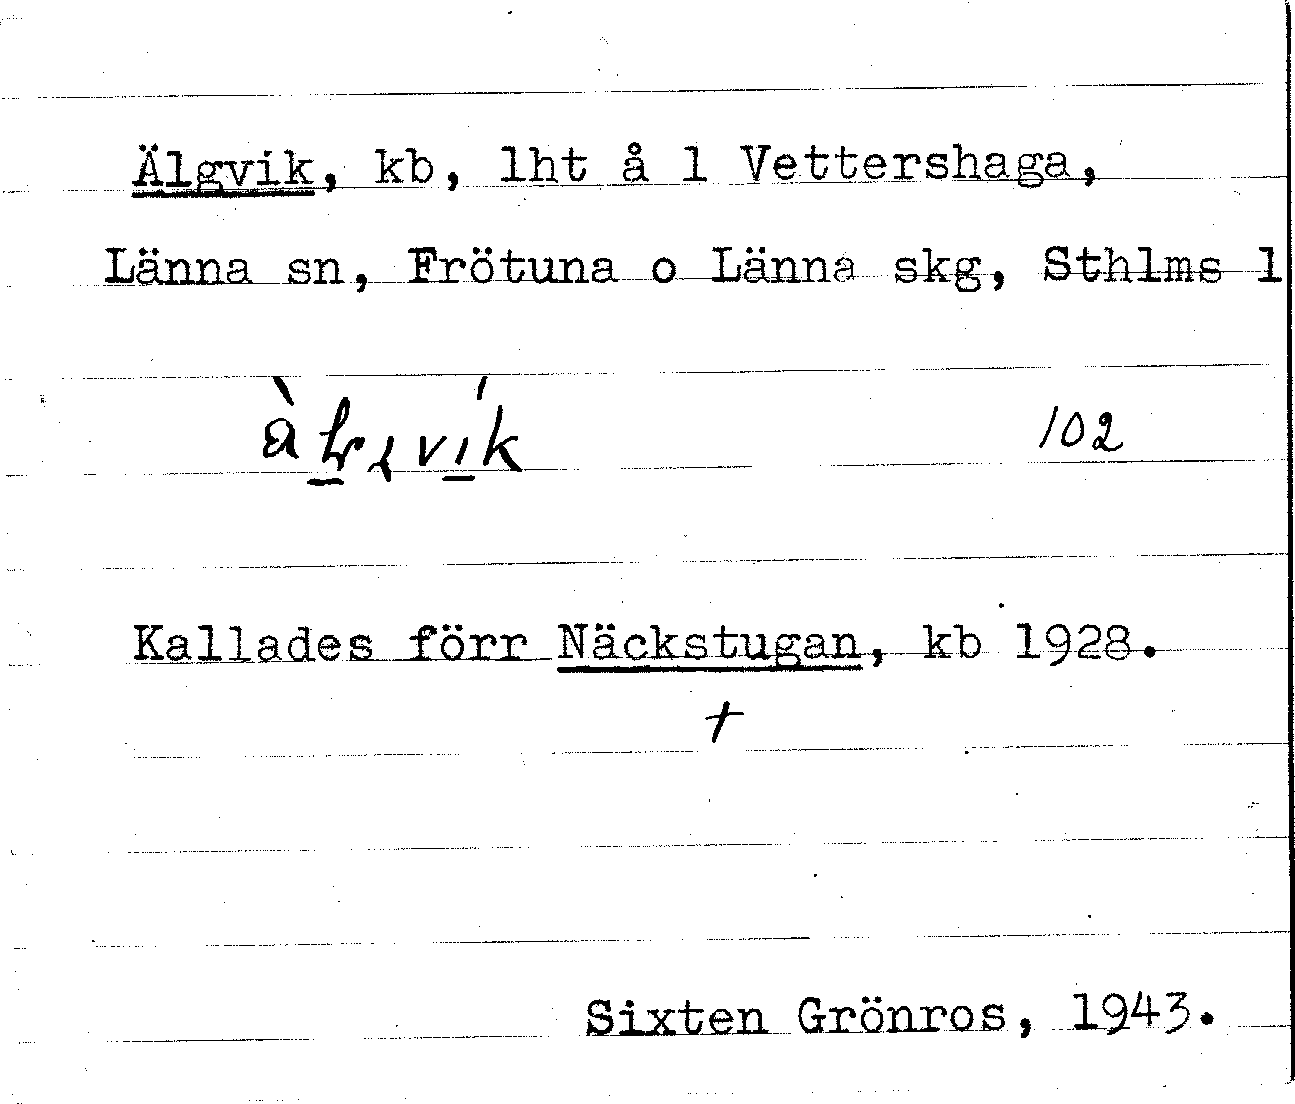 Älgvik, kb, lht å 1 Vettershaga,
Länna sn, Frötuna o Länna skg, Sthlms l
102
Kallades förr Näckstugan, kb 1928.
+
Sixten Grönros, 1943.